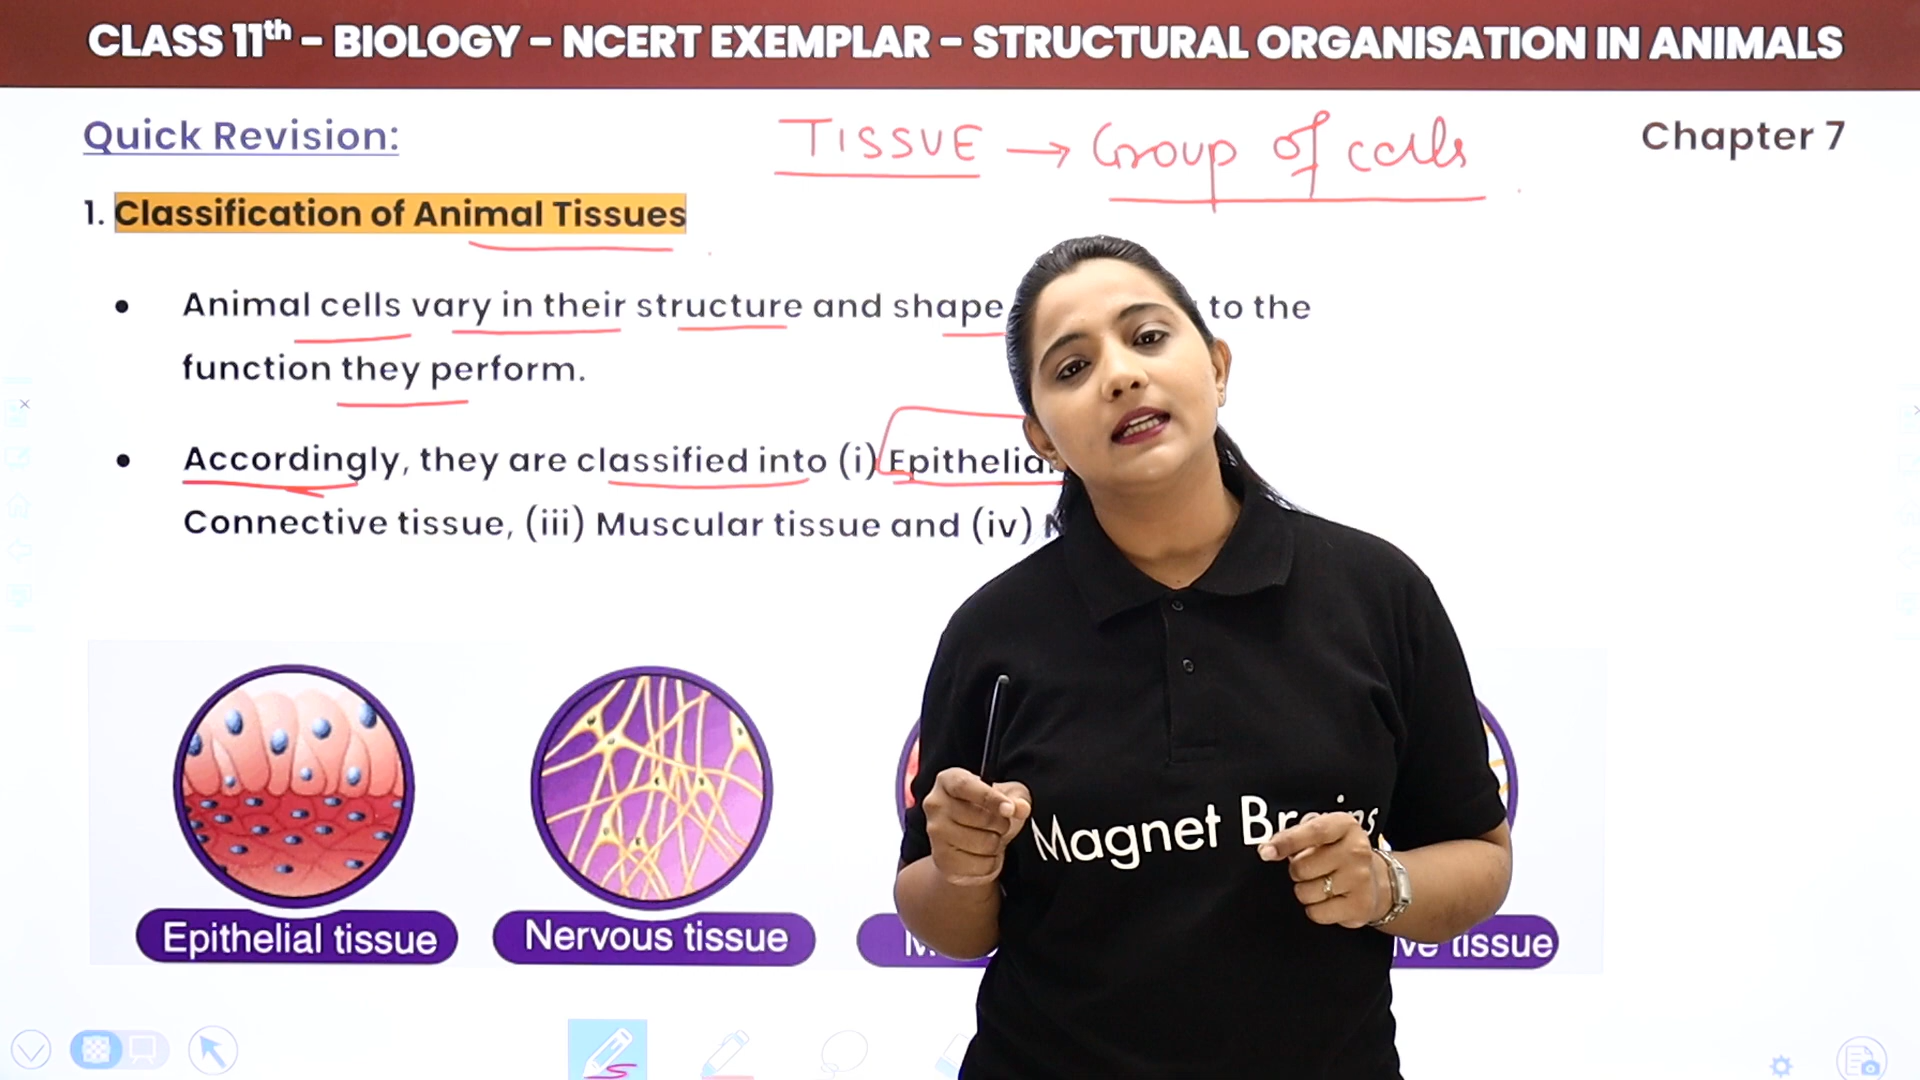 CLASS 11th - BIOLOGY - NCERT EXEMPLAR - STRUCTURAL ORGANISATION IN ANIMALS
Quick Revision:
TISSUE → Group of cells
Chapter 7
1. Classification of Animal Tissues
• Animal cells vary in their structure and shape to the
function they perform.
• Accordingly, they are classified into (i) Epithelial
Connective tissue, (iii) Muscular tissue and (iv)
Magnet Brains
Epithelial tissue
Nervous tissue
tissue